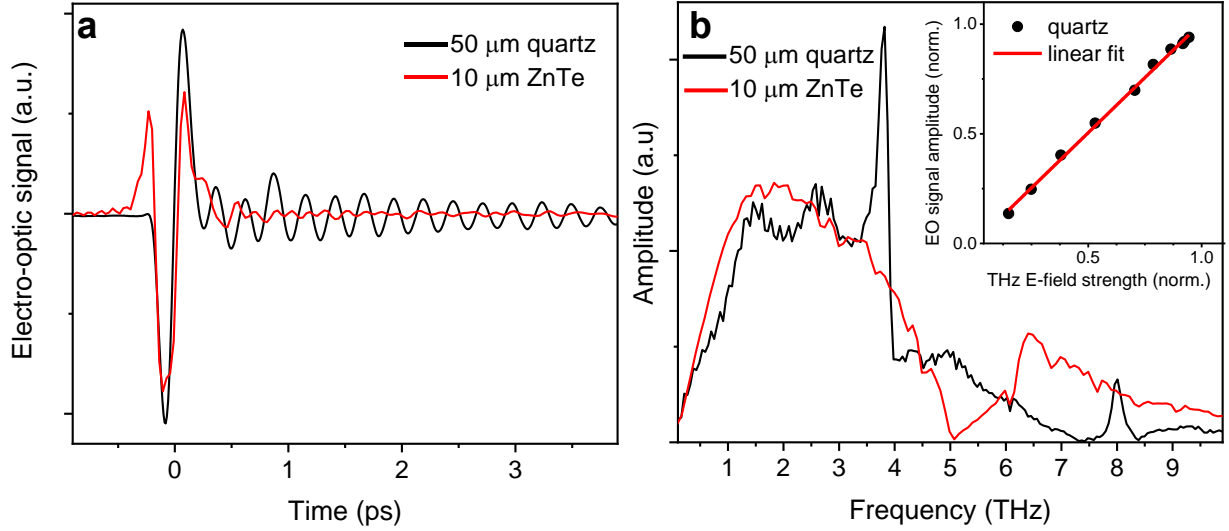 a
50 μm quartz
10 μm ZnTe
Electro-optic signal (a.u.)
0
1
2
3
Time (ps)
b
50 μm quartz
10 μm ZnTe
Amplitude (a.u)
1
2
3
4
5
6
7
8
9
Frequency (THz)
quartz
linear fit
EO signal amplitude (norm.)
1.0
0.5
0.0
0.5
1.0
THz E-field strength (norm.)